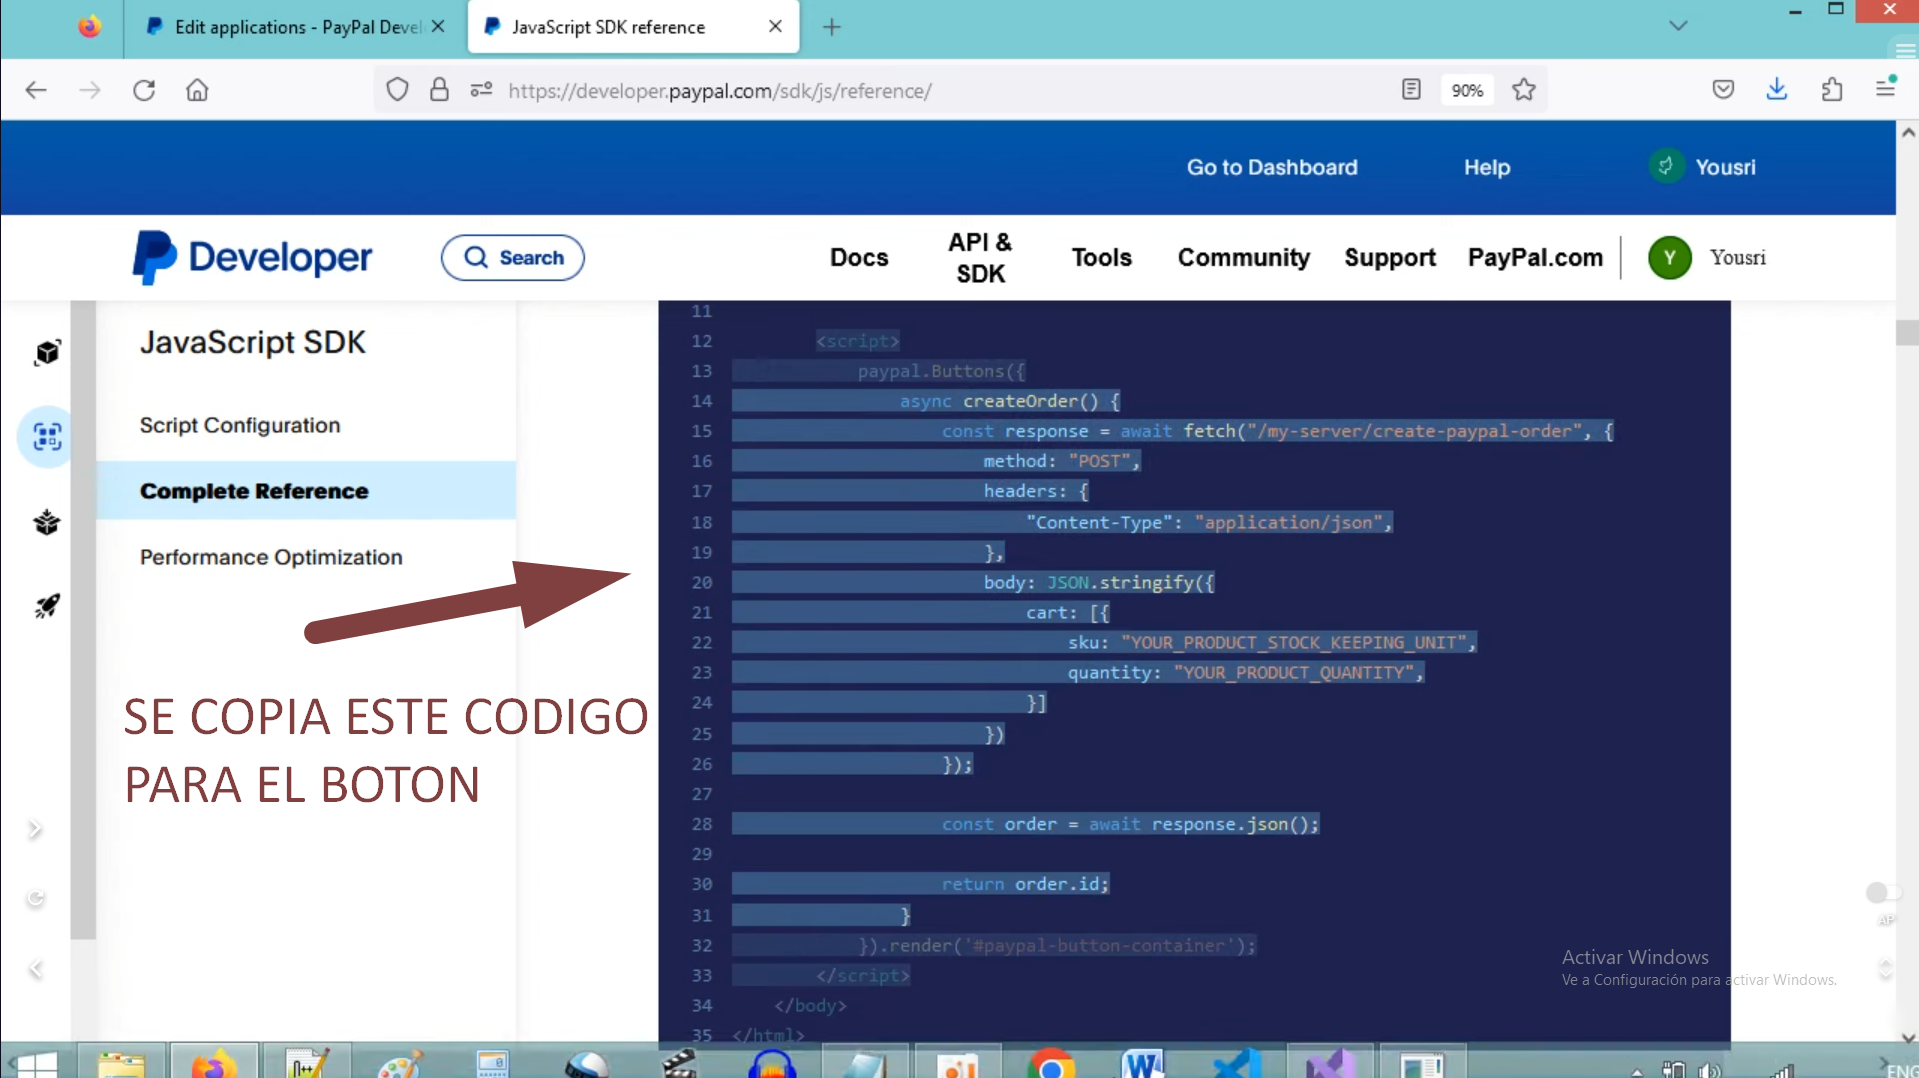 Edit applications - PayPal Devel
JavaScript SDK reference
https://developer.paypal.com/sdk/js/reference/
90%
Go to Dashboard
Help
Yousri
Developer
Search
Docs
API &
SDK
Tools
Community
Support
PayPal.com
Y
Yousri
JavaScript SDK
Script Configuration
Complete Reference
Performance Optimization
SE COPIA ESTE CODIGO
PARA EL BOTON
11
12 <script>
13 paypal.Buttons({
14 async createOrder() {
15 const response = await fetch("/my-server/create-paypal-order", {
16 method: "POST",
17 headers: {
18 "Content-Type": "application/json",
19 },
20 body: JSON.stringify({
21 cart: [{
22 sku: "YOUR_PRODUCT_STOCK_KEEPING_UNIT",
23 quantity: "YOUR_PRODUCT_QUANTITY",
24 }]
25 })
26 });
27
28 const order = await response.json();
29
30 return order.id;
31 }
32 }).render('#paypal-button-container');
33 </script>
34 </body>
35 </html>
AP
Activar Windows
Ve a Configuración para activar Windows.
ENG